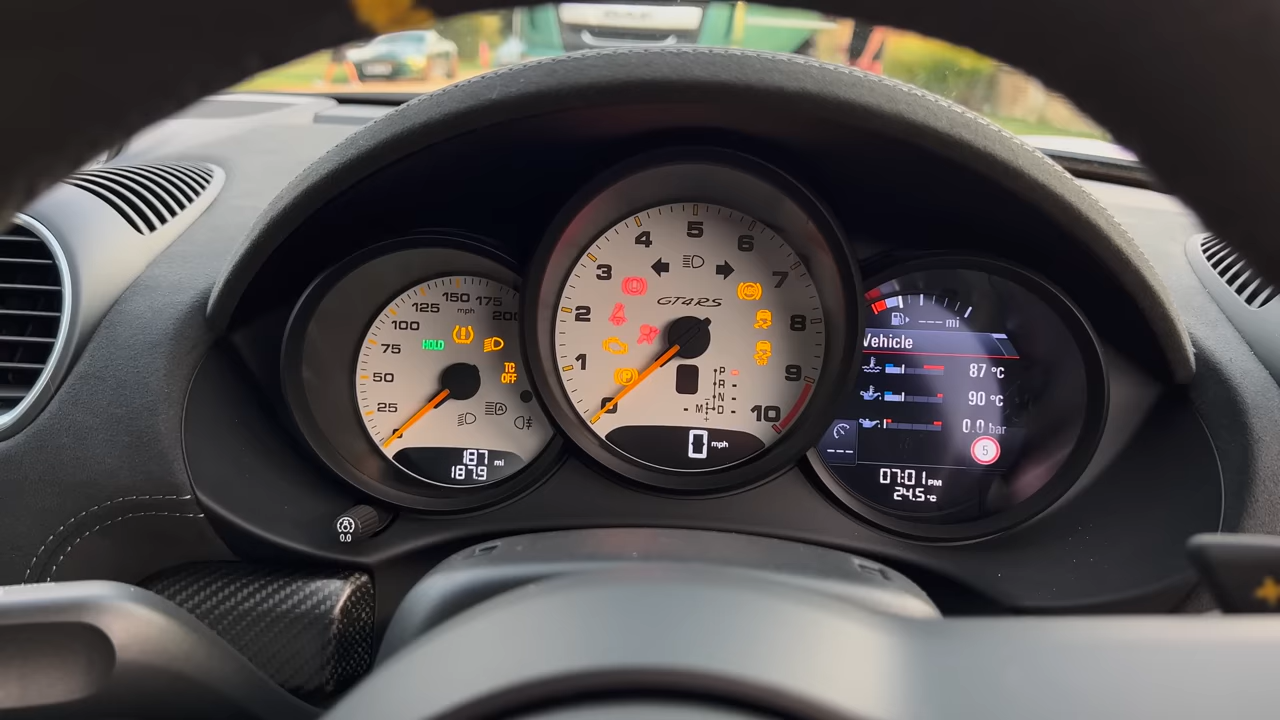 25
50
75
100
125
150
175
200
mph
HOLD
TC
OFF
187 mi
187.9
0.0
0
1
2
3
4
5
6
7
8
9
10
ABS
GT4RS
P
P
R
N
M
D
0 mph
--- mi
Vehicle
87 °C
90 °C
0.0 bar
5
---
07:01 PM
24.5 °C